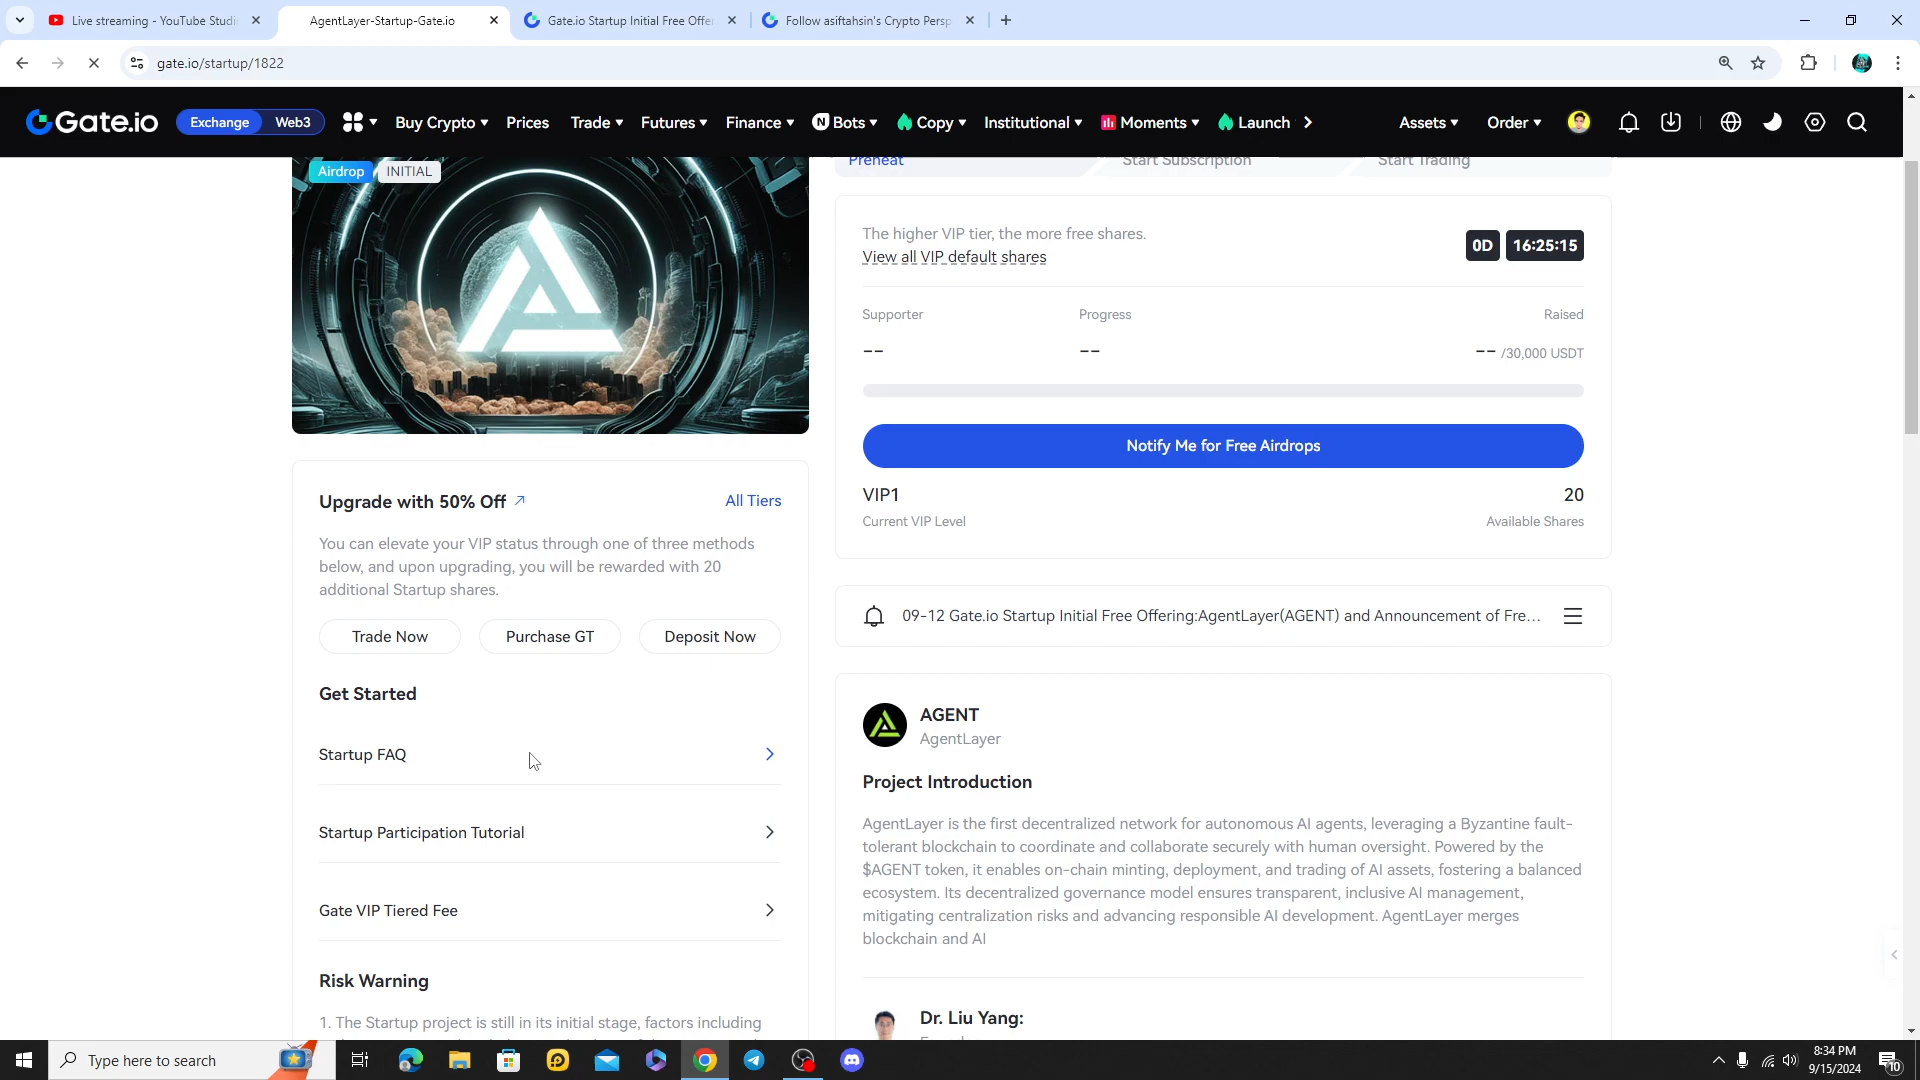 Live streaming - YouTube Studi
AgentLayer-Startup-Gate.io
Gate.io Startup Initial Free Offer
Follow asiftahsin's Crypto Persp
gate.io/startup/1822
Gate.io
Exchange
Web3
Buy Crypto
Prices
Trade
Futures
Finance
Bots
Copy
Institutional
Moments
Launch
Assets
Order
Airdrop
INITIAL
Preheat
Start Subscription
Start Trading
The higher VIP tier, the more free shares.
View all VIP default shares
0D
16:25:15
Supporter
Progress
Raised
--
--
-- /30,000 USDT
Notify Me for Free Airdrops
VIP1
20
Current VIP Level
Available Shares
09-12 Gate.io Startup Initial Free Offering:AgentLayer(AGENT) and Announcement of Fre...
Upgrade with 50% Off
All Tiers
You can elevate your VIP status through one of three methods
below, and upon upgrading, you will be rewarded with 20
additional Startup shares.
Trade Now
Purchase GT
Deposit Now
Get Started
Startup FAQ
Startup Participation Tutorial
Gate VIP Tiered Fee
Risk Warning
1. The Startup project is still in its initial stage, factors including
AGENT
AgentLayer
Project Introduction
AgentLayer is the first decentralized network for autonomous AI agents, leveraging a Byzantine fault-
tolerant blockchain to coordinate and collaborate securely with human oversight. Powered by the
$AGENT token, it enables on-chain minting, deployment, and trading of AI assets, fostering a balanced
ecosystem. Its decentralized governance model ensures transparent, inclusive AI management,
mitigating centralization risks and advancing responsible AI development. AgentLayer merges
blockchain and AI
Dr. Liu Yang:
Type here to search
8:34 PM
9/15/2024
10